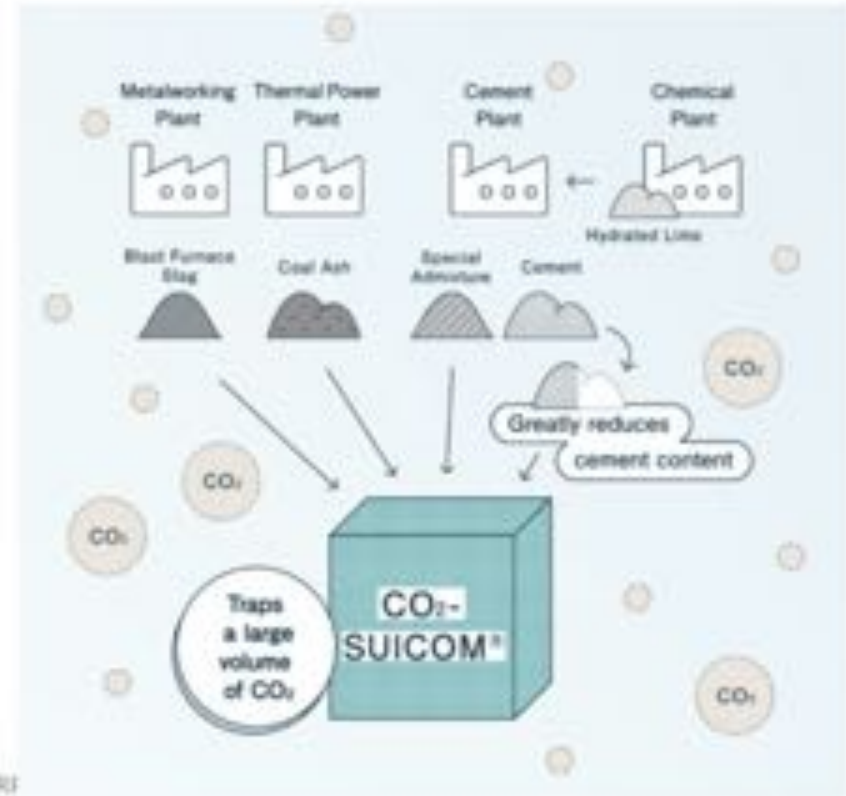 Metalworking Plant
Thermal Power Plant
Cement Plant
Chemical Plant
Hydrated Lime
Blast Furnace Slag
Coal Ash
Special Admixture
Cement
CO₂
Greatly reduces
cement content
CO₂
CO₂
Traps
a large
volume
of CO₂
CO₂-
SUICOM®
CO₂